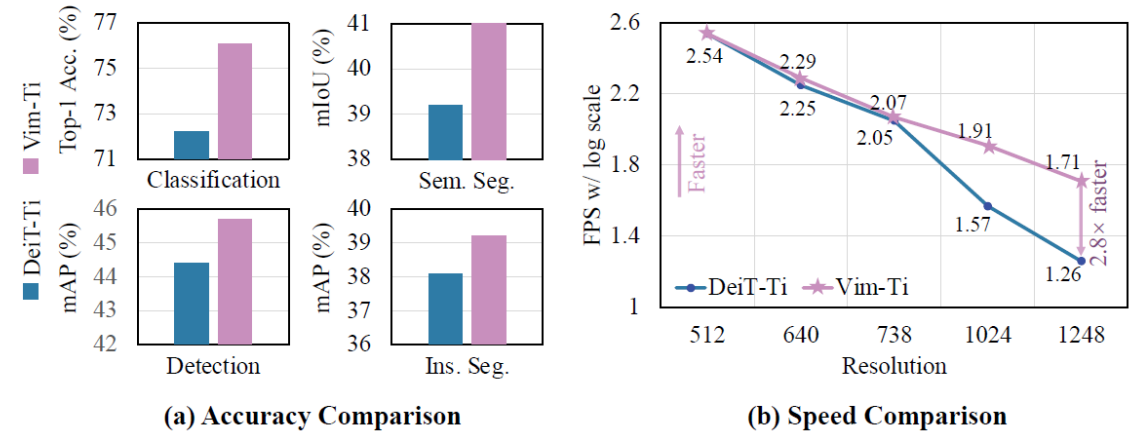 DeiT-Ti
Vim-Ti
Top-1 Acc. (%)
77
75
73
71
Classification
mIoU (%)
41
40
39
38
Sem. Seg.
mAP (%)
46
45
44
43
42
Detection
mAP (%)
40
39
38
37
36
Ins. Seg.
(a) Accuracy Comparison
FPS w/ log scale
2.6
2.2
1.8
1.4
1
Faster
2.54
2.29
2.25
2.07
2.05
1.91
1.57
1.71
1.26
2.8× faster
DeiT-Ti
Vim-Ti
512 640 738 1024 1248
Resolution
(b) Speed Comparison